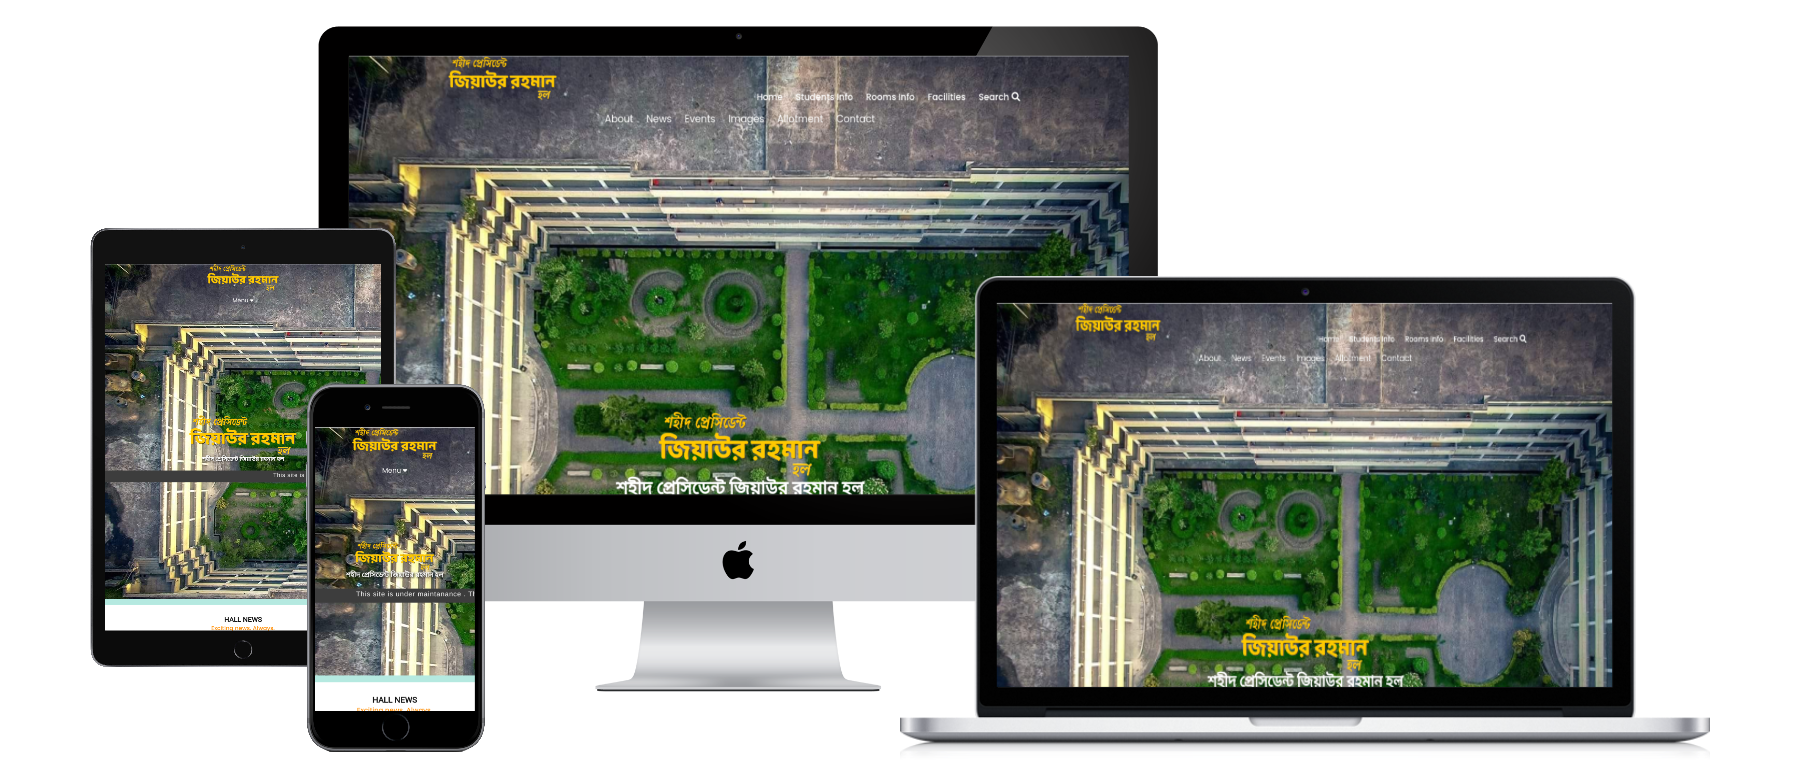 শহীদ প্রেসিডেন্ট
জিয়াউর রহমান
হল
Home Students Info Rooms Info Facilities Search
About News Events Images Allotment Contact
শহীদ প্রেসিডেন্ট
জিয়াউর রহমান
হল
শহীদ প্রেসিডেন্ট জিয়াউর রহমান হল
শহীদ প্রেসিডেন্ট
জিয়াউর রহমান
হল
Menu
শহীদ প্রেসিডেন্ট
জিয়াউর রহমান
হল
শহীদ প্রেসিডেন্ট জিয়াউর রহমান হল
This site is
HALL NEWS
Exciting news. Always.
শহীদ প্রেসিডেন্ট
জিয়াউর রহমান
হল
Menu
শহীদ প্রেসিডেন্ট
জিয়াউর রহমান
হল
শহীদ প্রেসিডেন্ট জিয়াউর রহমান হল
This site is under maintanance . Th
HALL NEWS
Exciting news. Always.
শহীদ প্রেসিডেন্ট
জিয়াউর রহমান
হল
Home Students Info Rooms Info Facilities Search
About News Events Images Allotment Contact
শহীদ প্রেসিডেন্ট
জিয়াউর রহমান
হল
শহীদ প্রেসিডেন্ট জিয়াউর রহমান হল